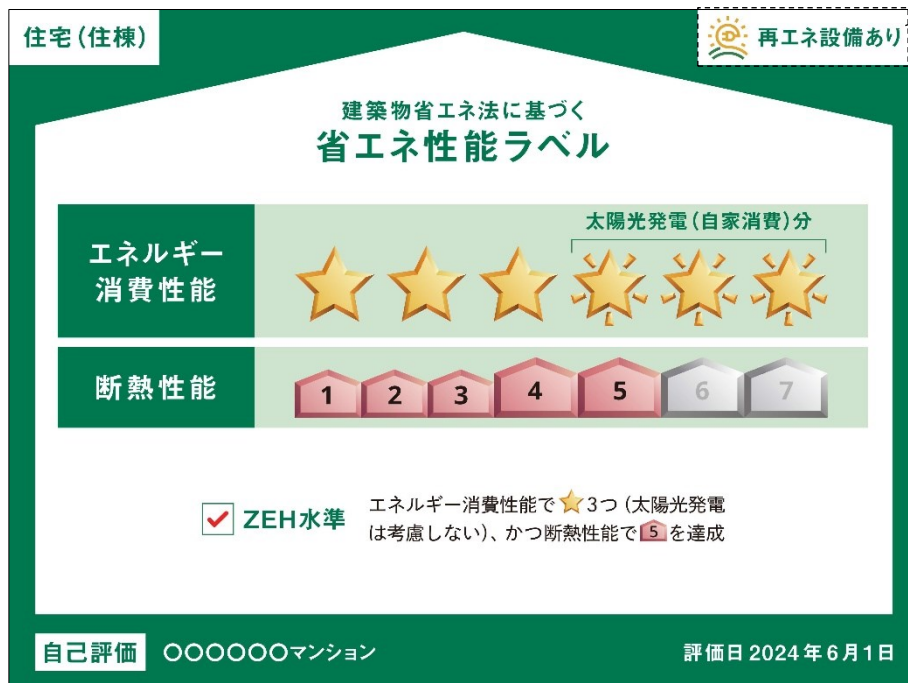 住宅（住棟）
再エネ設備あり
建築物省エネ法に基づく
省エネ性能ラベル
エネルギー
消費性能
太陽光発電（自家消費）分
断熱性能
1 2 3 4 5 6 7
ZEH水準
エネルギー消費性能で 3つ（太陽光発電
は考慮しない）、かつ断熱性能で 5 を達成
自己評価
〇〇〇〇〇〇マンション
評価日 2024年6月1日